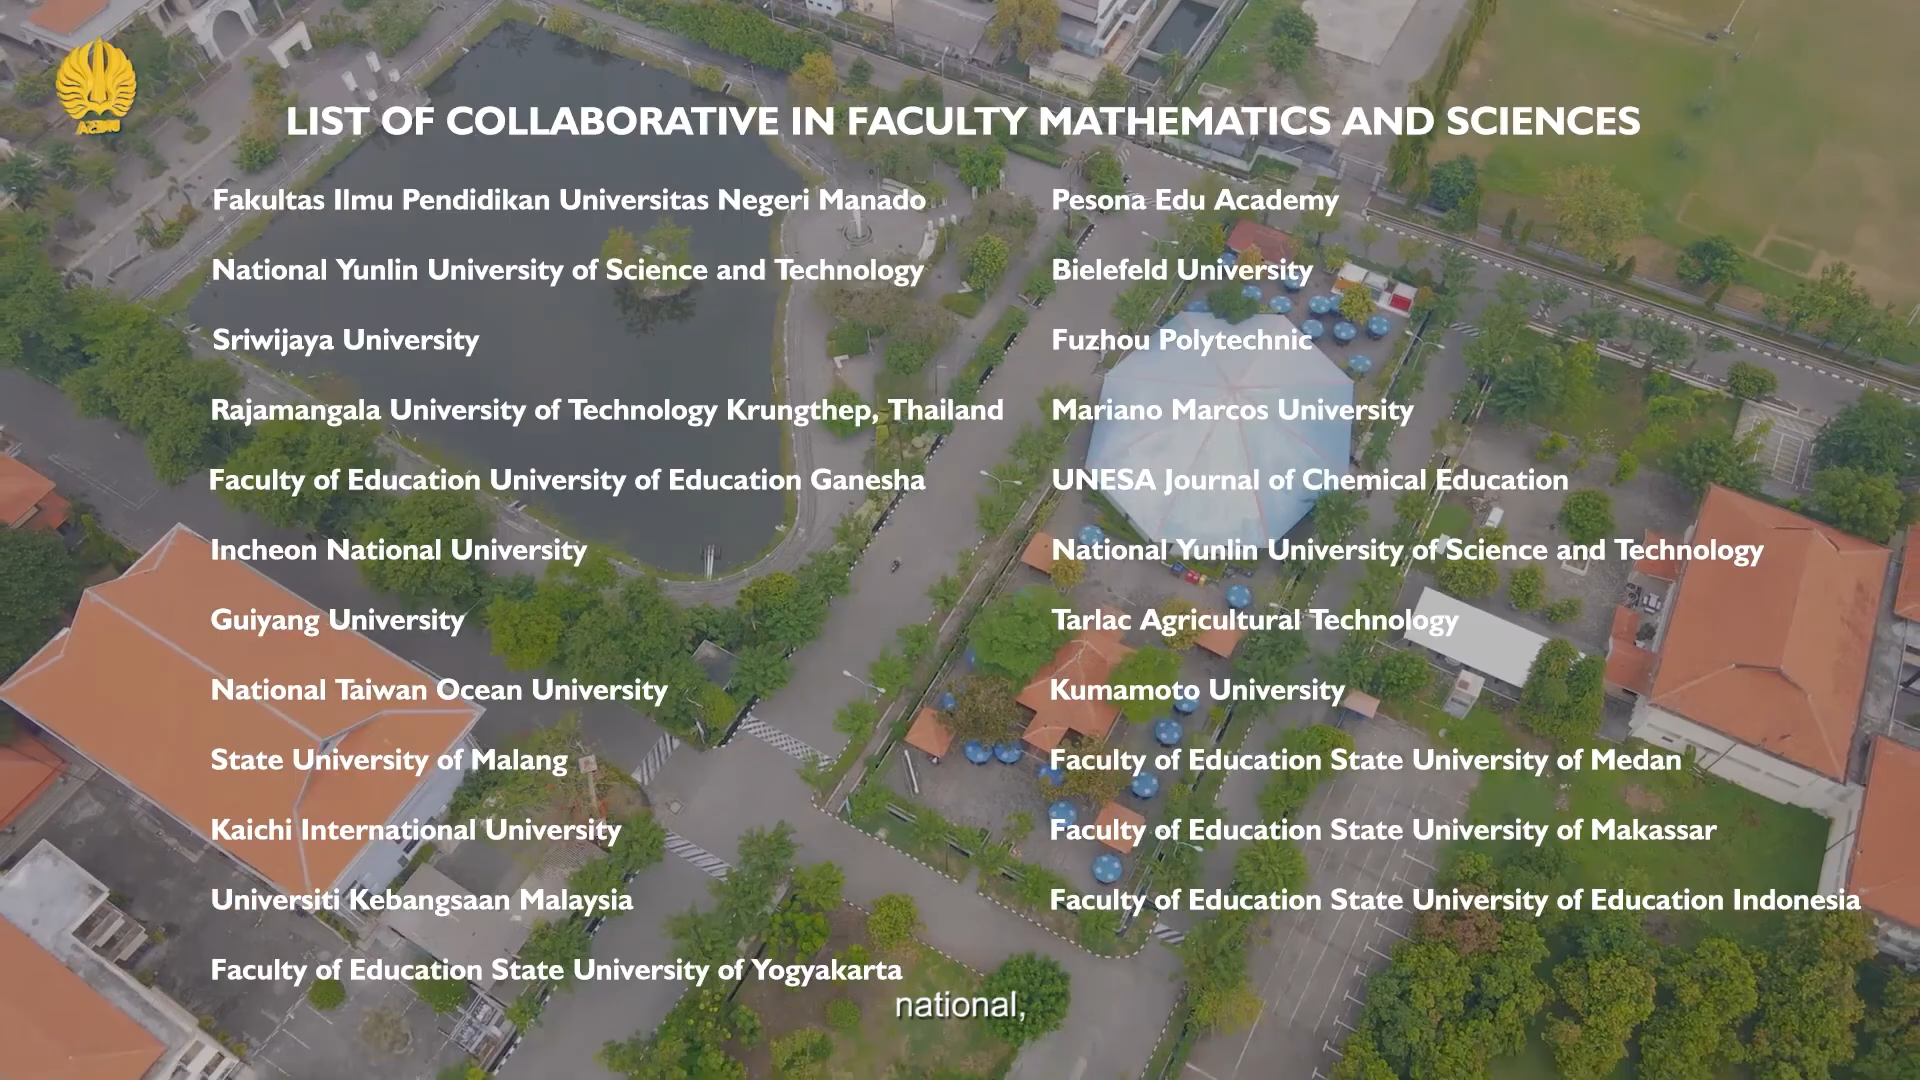 LIST OF COLLABORATIVE IN FACULTY MATHEMATICS AND SCIENCES
Fakultas Ilmu Pendidikan Universitas Negeri Manado
National Yunlin University of Science and Technology
Sriwijaya University
Rajamangala University of Technology Krungthep, Thailand
Faculty of Education University of Education Ganesha
Incheon National University
Guiyang University
National Taiwan Ocean University
State University of Malang
Kaichi International University
Universiti Kebangsaan Malaysia
Faculty of Education State University of Yogyakarta
Pesona Edu Academy
Bielefeld University
Fuzhou Polytechnic
Mariano Marcos University
UNESA Journal of Chemical Education
National Yunlin University of Science and Technology
Tarlac Agricultural Technology
Kumamoto University
Faculty of Education State University of Medan
Faculty of Education State University of Makassar
Faculty of Education State University of Education Indonesia
national,